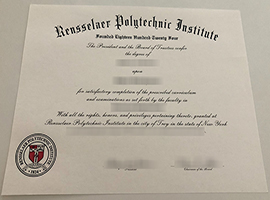 Rensselaer Polytechnic Institute
Founded Eighteen Hundred Twenty Four
The President and the Board of Trustees confer
the degree of
upon
for satisfactory completion of the prescribed curriculum
and examinations as set forth by the faculty in
With all the rights, honors, and privileges pertaining thereto, granted at
Rensselaer Polytechnic Institute in the city of Troy in the state of New York